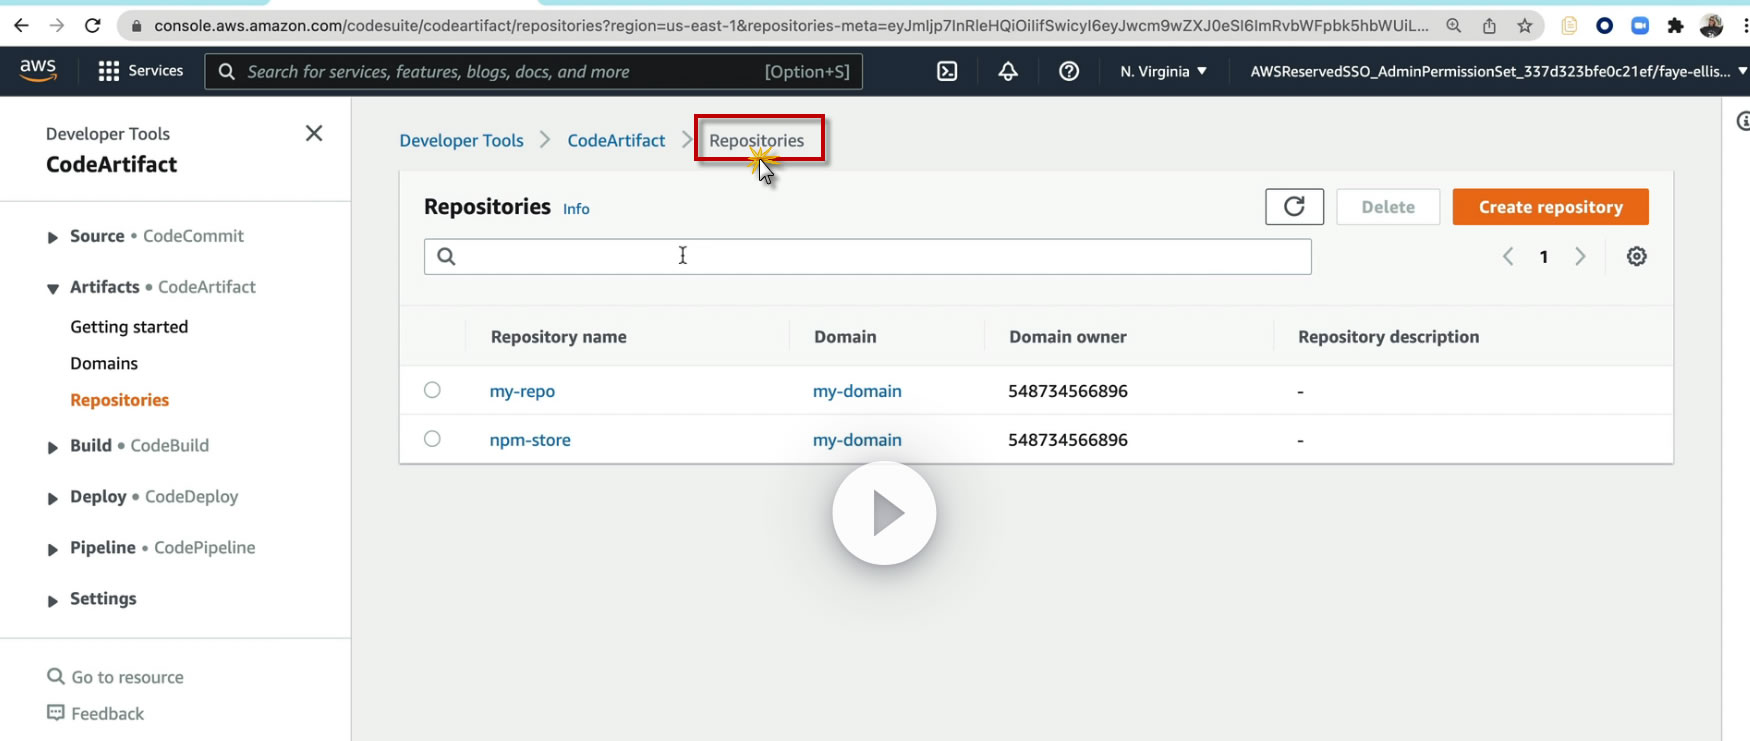 console.aws.amazon.com/codesuite/codeartifact/repositories?region=us-east-1&repositories-meta=eyJmIjp7InRleHQiOiIifSwicyI6eyJwcm9wZXJ0eSI6ImRvbWFpbk5hbWUiL...
aws
Services
Search for services, features, blogs, docs, and more [Option+S]
N. Virginia
AWSReservedSSO_AdminPermissionSet_337d323bfe0c21ef/faye-ellis...
Developer Tools
CodeArtifact
Source • CodeCommit
Artifacts • CodeArtifact
Getting started
Domains
Repositories
Build • CodeBuild
Deploy • CodeDeploy
Pipeline • CodePipeline
Settings
Go to resource
Feedback
Developer Tools CodeArtifact Repositories
Repositories Info
Delete
Create repository
1
Repository name Domain Domain owner Repository description
my-repo my-domain 548734566896 -
npm-store my-domain 548734566896 -